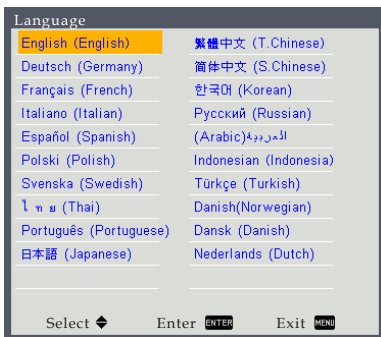 Language
English (English)
Deutsch (Germany)
Français (French)
Italiano (Italian)
Español (Spanish)
Polski (Polish)
Svenska (Swedish)
ไ ท ย (Thai)
Português (Portuguese)
日本語 (Japanese)
繁體中文 (T.Chinese)
简体中文 (S.Chinese)
한국어 (Korean)
Русский (Russian)
(Arabic)العربية
Indonesian (Indonesia)
Türkçe (Turkish)
Danish(Norwegian)
Dansk (Danish)
Nederlands (Dutch)
Select Enter ENTER Exit MENU